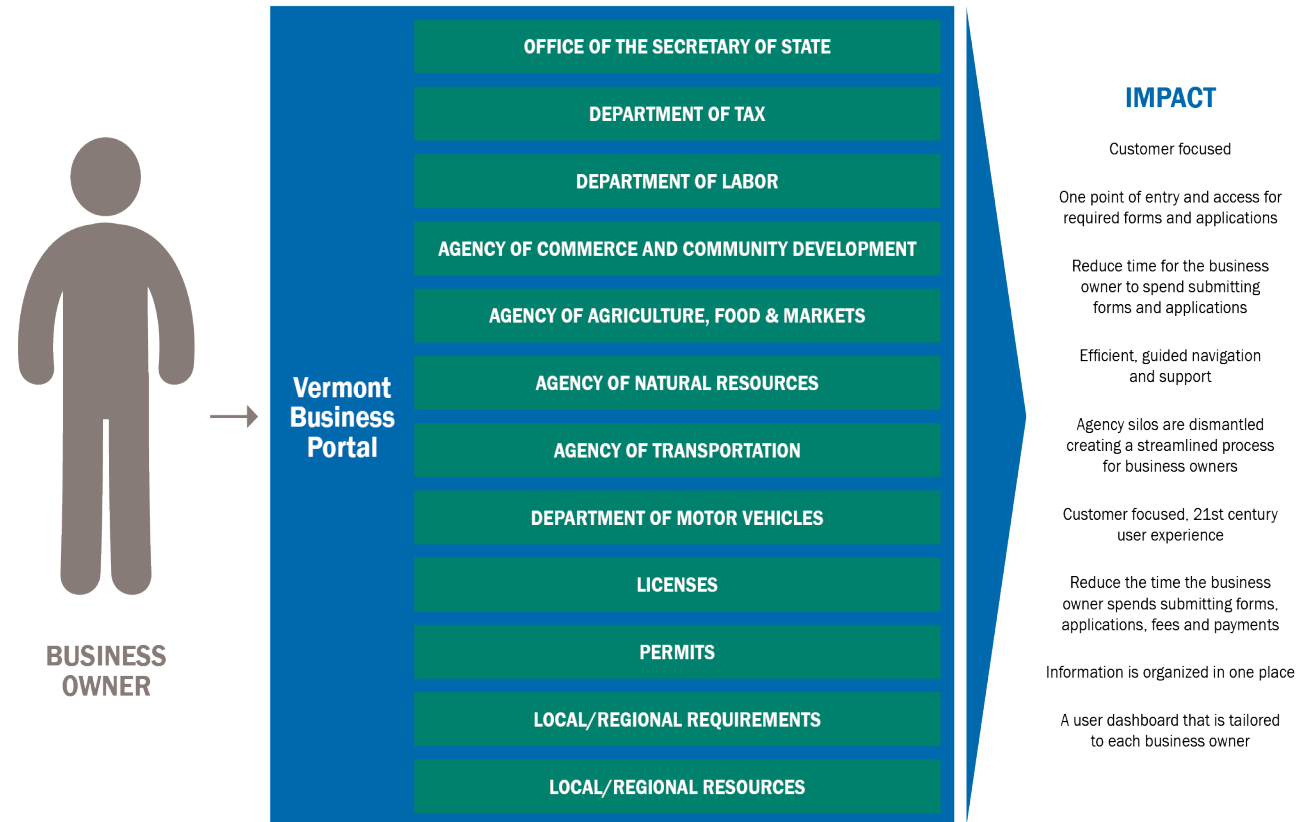 BUSINESS
OWNER
Vermont
Business
Portal
OFFICE OF THE SECRETARY OF STATE
DEPARTMENT OF TAX
DEPARTMENT OF LABOR
AGENCY OF COMMERCE AND COMMUNITY DEVELOPMENT
AGENCY OF AGRICULTURE, FOOD & MARKETS
AGENCY OF NATURAL RESOURCES
AGENCY OF TRANSPORTATION
DEPARTMENT OF MOTOR VEHICLES
LICENSES
PERMITS
LOCAL/REGIONAL REQUIREMENTS
LOCAL/REGIONAL RESOURCES
IMPACT
Customer focused
One point of entry and access for
required forms and applications
Reduce time for the business
owner to spend submitting
forms and applications
Efficient, guided navigation
and support
Agency silos are dismantled
creating a streamlined process
for business owners
Customer focused, 21st century
user experience
Reduce the time the business
owner spends submitting forms,
applications, fees and payments
Information is organized in one place
A user dashboard that is tailored
to each business owner